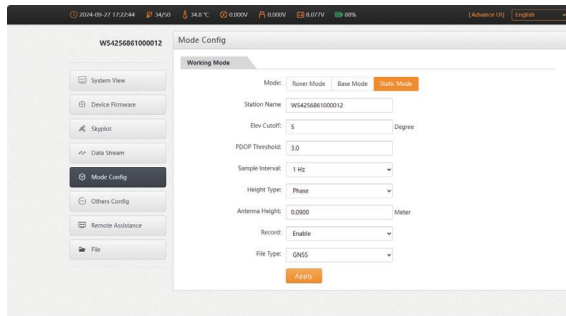 2024-09-27 17:22:44 34/50 34.8 °C 0.000V 0.000V 8.077V 88% [Advance UI] English
WS4256861000012
Mode Config
System View
Device Firmware
Skyplot
Data Stream
Mode Config
Others Config
Remote Assistance
File
Working Mode
Mode: Rover Mode Base Mode Static Mode
Station Name WS4256861000012
Elev Cutoff: 5 Degree
PDOP Threshold: 3.0
Sample Interval: 1 Hz
Height Type: Phase
Antenna Height: 0.0900 Meter
Record: Enable
File Type: GNSS
Apply